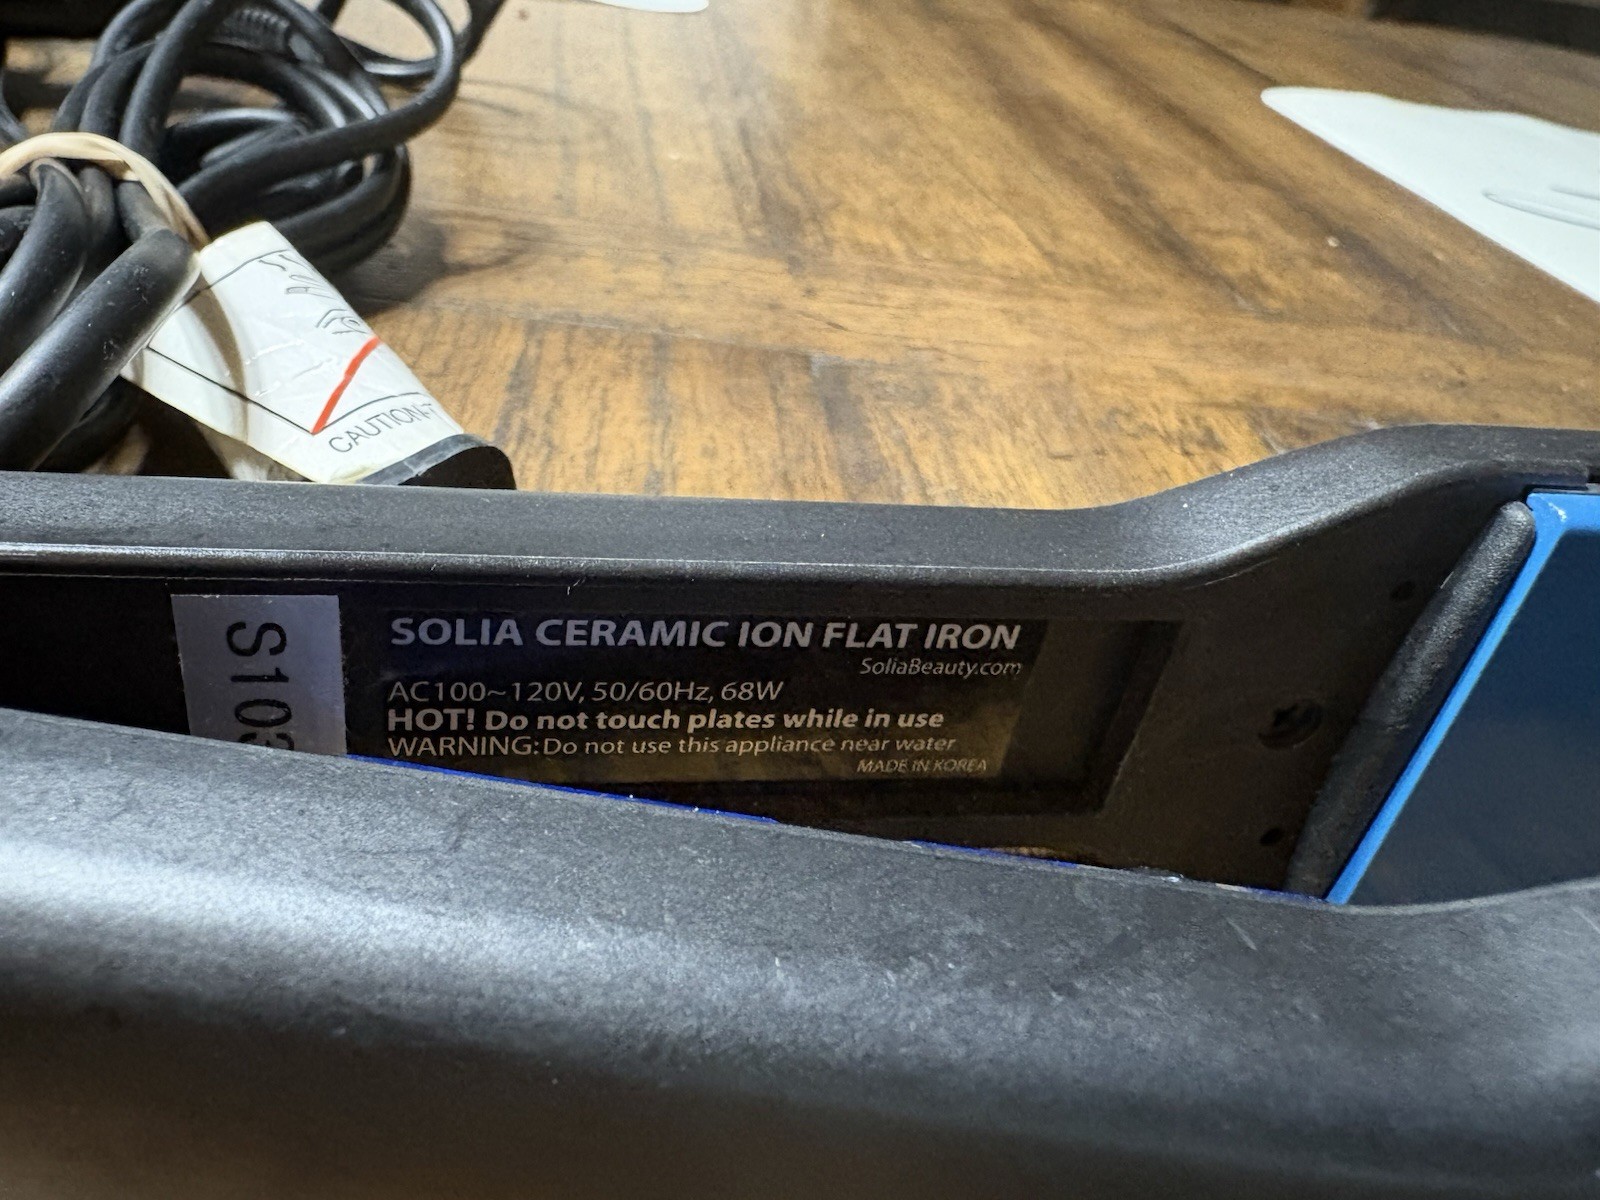 CAUTION
S103
SOLIA CERAMIC ION FLAT IRON
SoliaBeauty.com
AC100~120V, 50/60Hz, 68W
HOT! Do not touch plates while in use
WARNING: Do not use this appliance near water
MADE IN KOREA